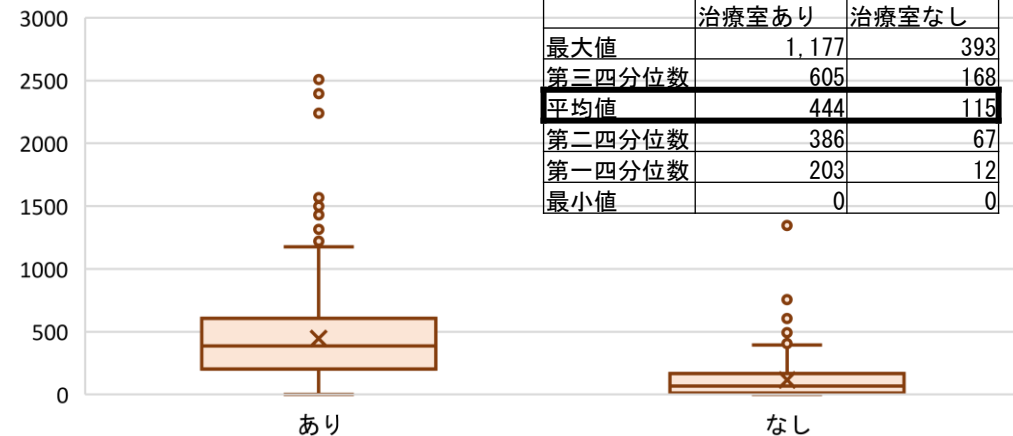 治療室あり 治療室なし
最大値 1,177 393
第三四分位数 605 168
平均値 444 115
第二四分位数 386 67
第一四分位数 203 12
最小値 0 0
3000
2500
2000
1500
1000
500
0
あり なし